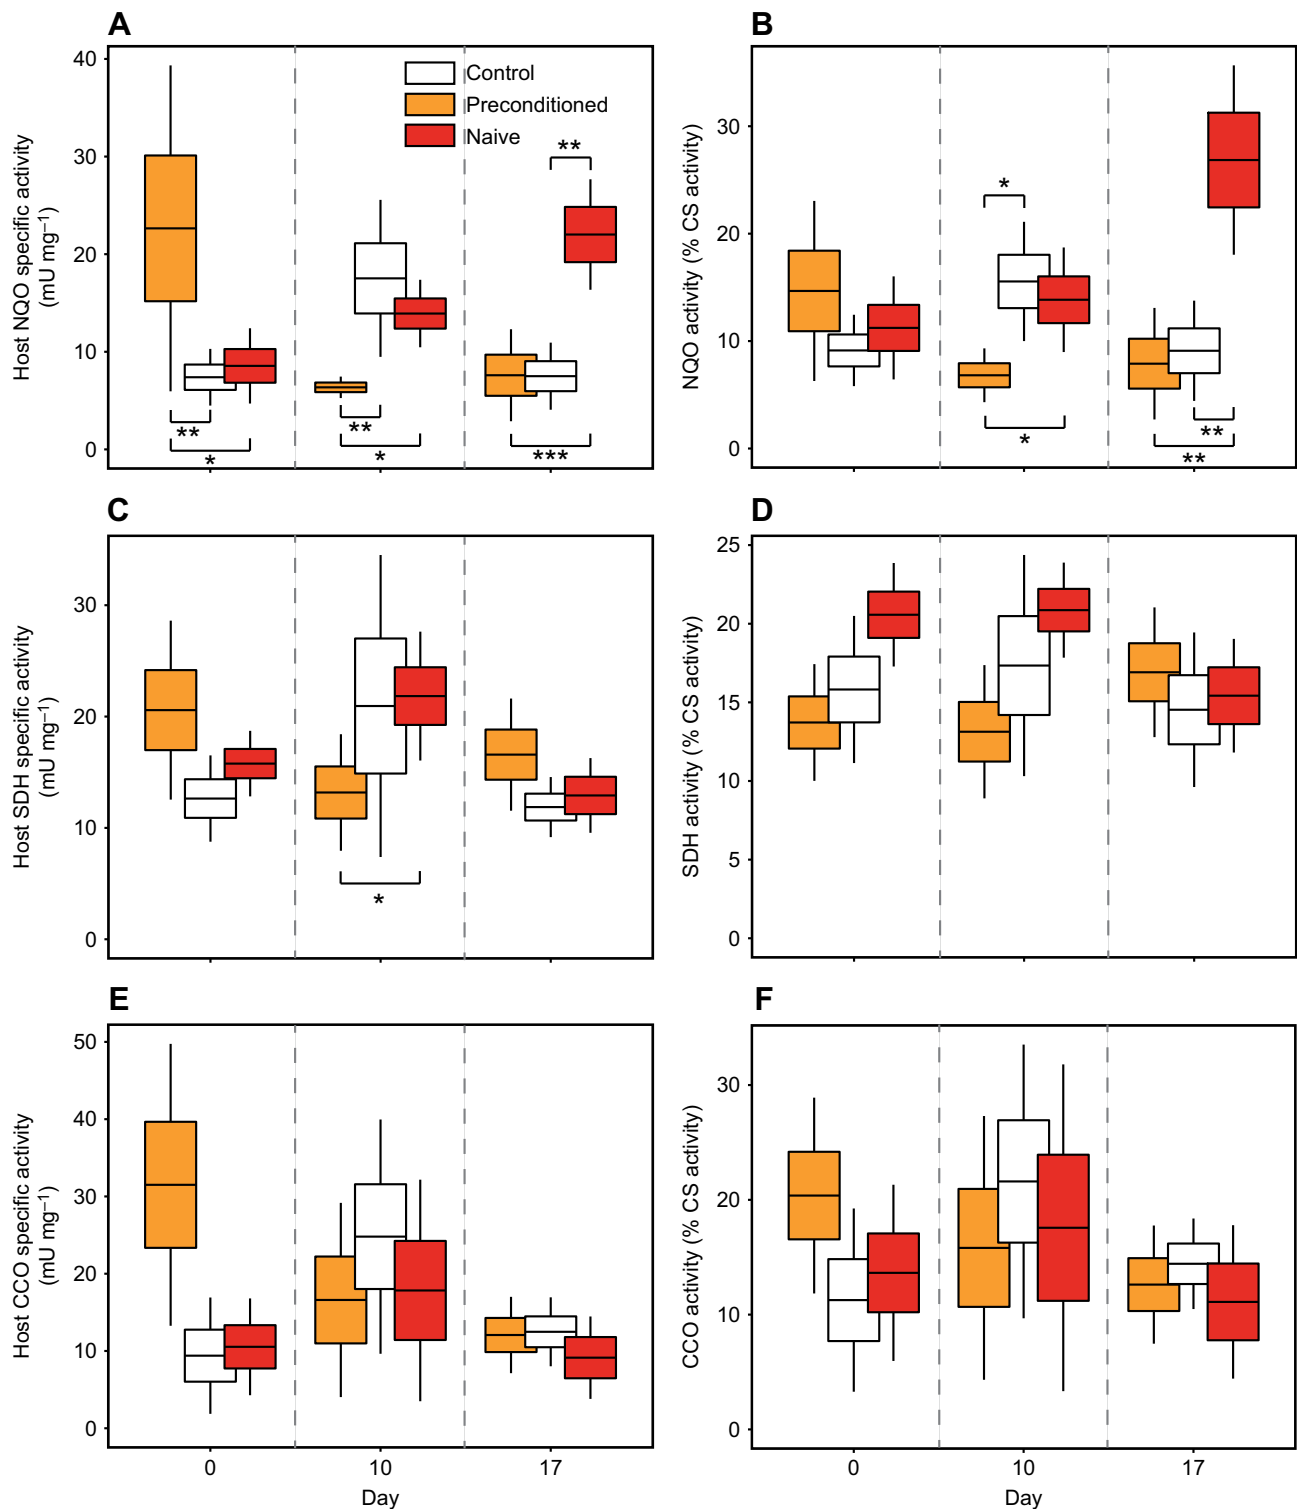 A
Host NQO specific activity
(mU mg–1)
40
30
20
10
0
Control
Preconditioned
Naive
**
**
*
**
*
***
B
NQO activity (% CS activity)
30
20
10
0
*
*
**
**
C
Host SDH specific activity
(mU mg–1)
30
20
10
0
*
D
SDH activity (% CS activity)
25
20
15
10
5
0
E
Host CCO specific activity
(mU mg–1)
50
40
30
20
10
0
0 10 17
Day
F
CCO activity (% CS activity)
30
20
10
0
0 10 17
Day